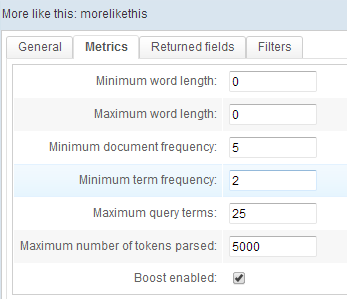 More like this: morelikethis
General Metrics Returned fields Filters
Minimum word length: 0
Maximum word length: 0
Minimum document frequency: 5
Minimum term frequency: 2
Maximum query terms: 25
Maximum number of tokens parsed: 5000
Boost enabled: